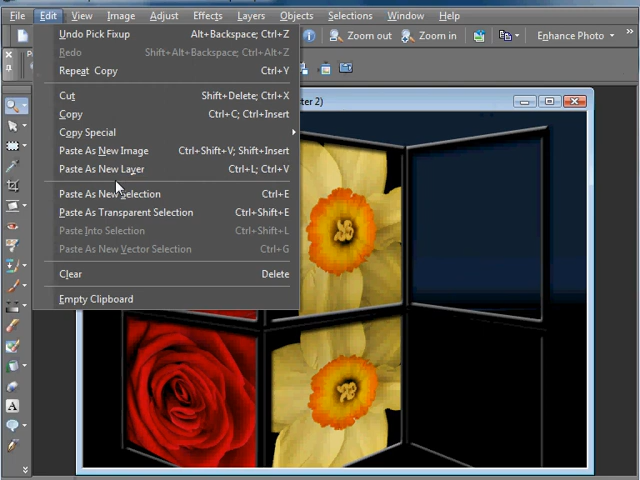 File Edit View Image Adjust Effects Layers Objects Selections Window Help
Zoom out Zoom in Enhance Photo
ter 2)
Undo Pick Fixup Alt+Backspace; Ctrl+Z
Redo Shift+Alt+Backspace; Ctrl+Alt+Z
Repeat Copy Ctrl+Y
Cut Shift+Delete; Ctrl+X
Copy Ctrl+C; Ctrl+Insert
Copy Special
Paste As New Image Ctrl+Shift+V; Shift+Insert
Paste As New Layer Ctrl+L; Ctrl+V
Paste As New Selection Ctrl+E
Paste As Transparent Selection Ctrl+Shift+E
Paste Into Selection Ctrl+Shift+L
Paste As New Vector Selection Ctrl+G
Clear Delete
Empty Clipboard